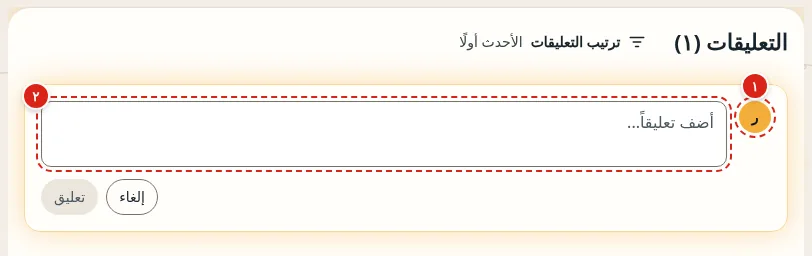 التعليقات (١)
ترتيب التعليقات الأحدث أولًا
١
ر
٢
أضف تعليقاً...
إلغاء
تعليق